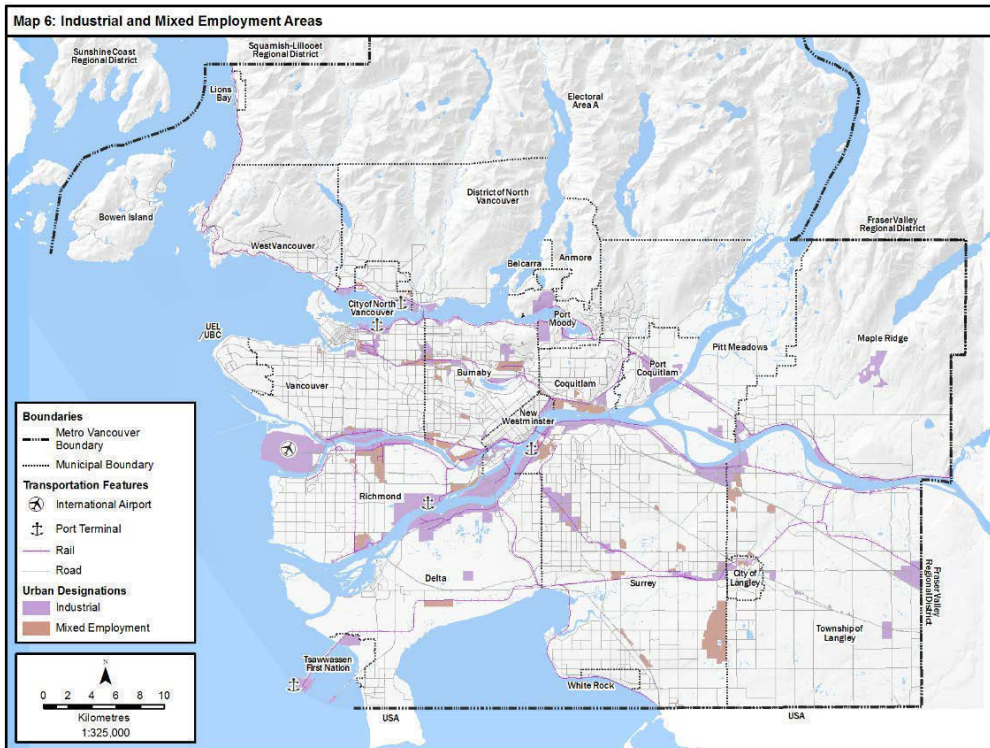 Map 6: Industrial and Mixed Employment Areas
Sunshine Coast
Regional District
Squamish-Lillooet
Regional District
Lions
Bay
Electoral
Area A
Bowen Island
District of North
Vancouver
Fraser Valley
Regional District
West Vancouver
Belcarra
Anmore
City of North
Vancouver
Port
Moody
UEL
/UBC
Pitt Meadows
Maple Ridge
Vancouver
Burnaby
Coquitlam
Port
Coquitlam
New
Westminster
Richmond
Delta
Surrey
City of
Langley
Township of
Langley
Fraser Valley
Regional District
Tsawwassen
First Nation
White Rock
USA
USA
Boundaries
Metro Vancouver
Boundary
Municipal Boundary
Transportation Features
International Airport
Port Terminal
Rail
Road
Urban Designations
Industrial
Mixed Employment
N
0 2 4 6 8 10
Kilometres
1:325,000